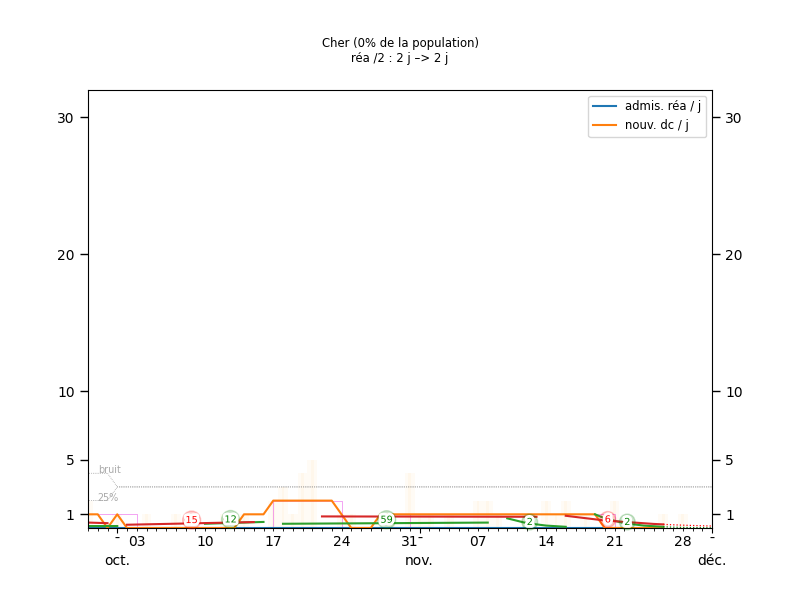 Cher (0% de la population)
réa /2 : 2 j –> 2 j
admis. réa / j
nouv. dc / j
30 30
20 20
10 10
5 5
1 1
bruit
25%
15 12 59 2 6 2
- 03 10 17 24 31 - 07 14 21 28 -
oct. nov. déc.